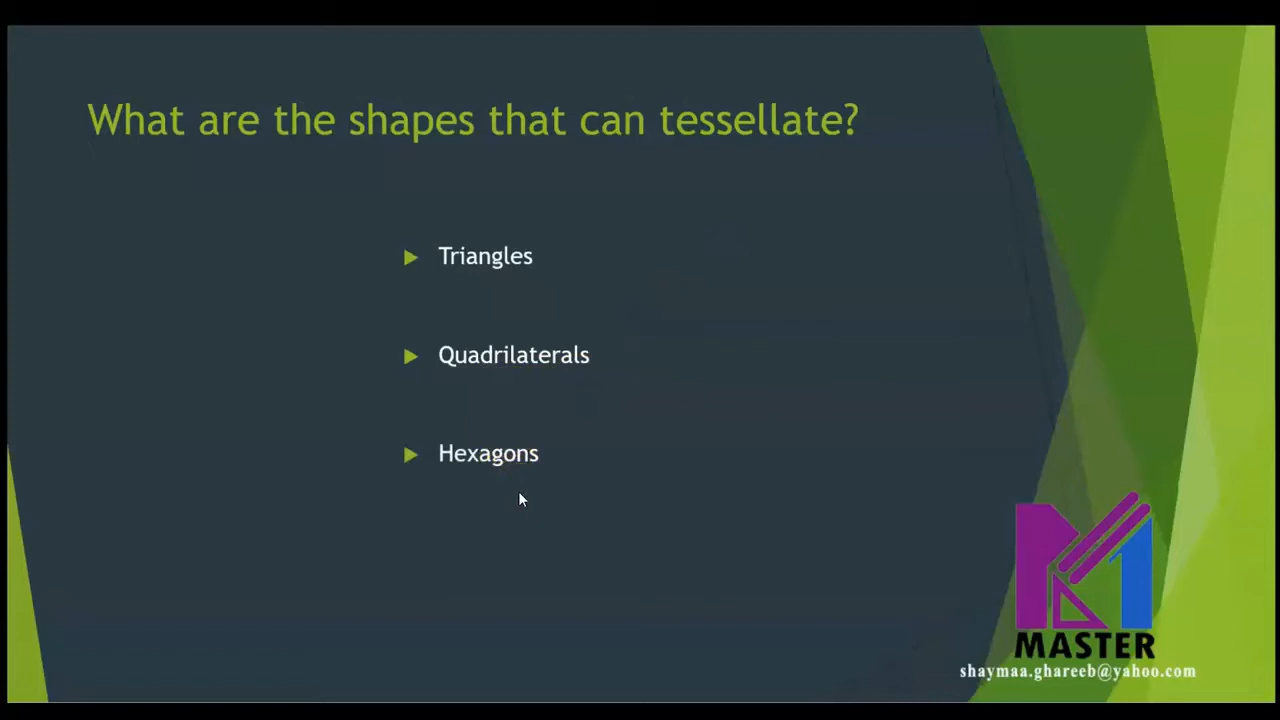 What are the shapes that can tessellate?
Triangles
Quadrilaterals
Hexagons
MASTER
shaymaa.ghareeb@yahoo.com